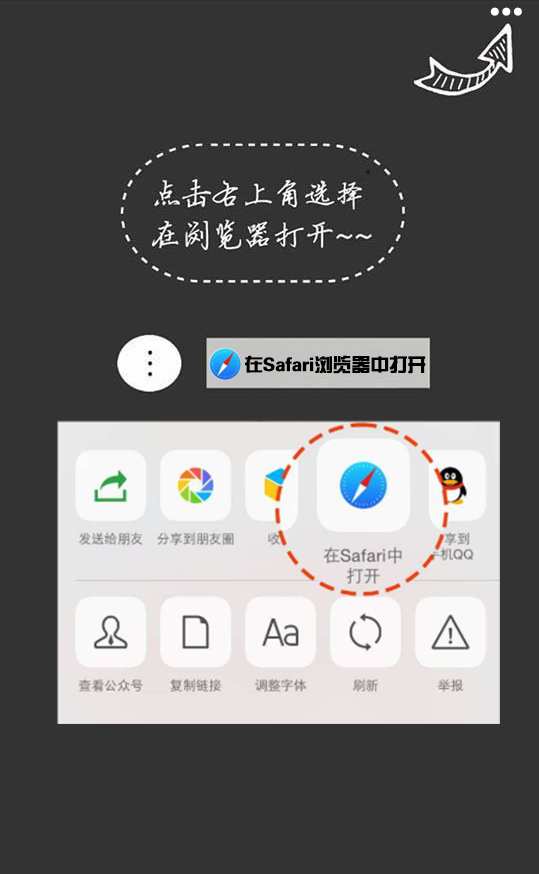 点击右上角选择
在浏览器打开~~
在Safari浏览器中打开
发送给朋友
分享到朋友圈
收
在Safari中
打开
享到
手机QQ
查看公众号
复制链接
Aa
调整字体
刷新
举报